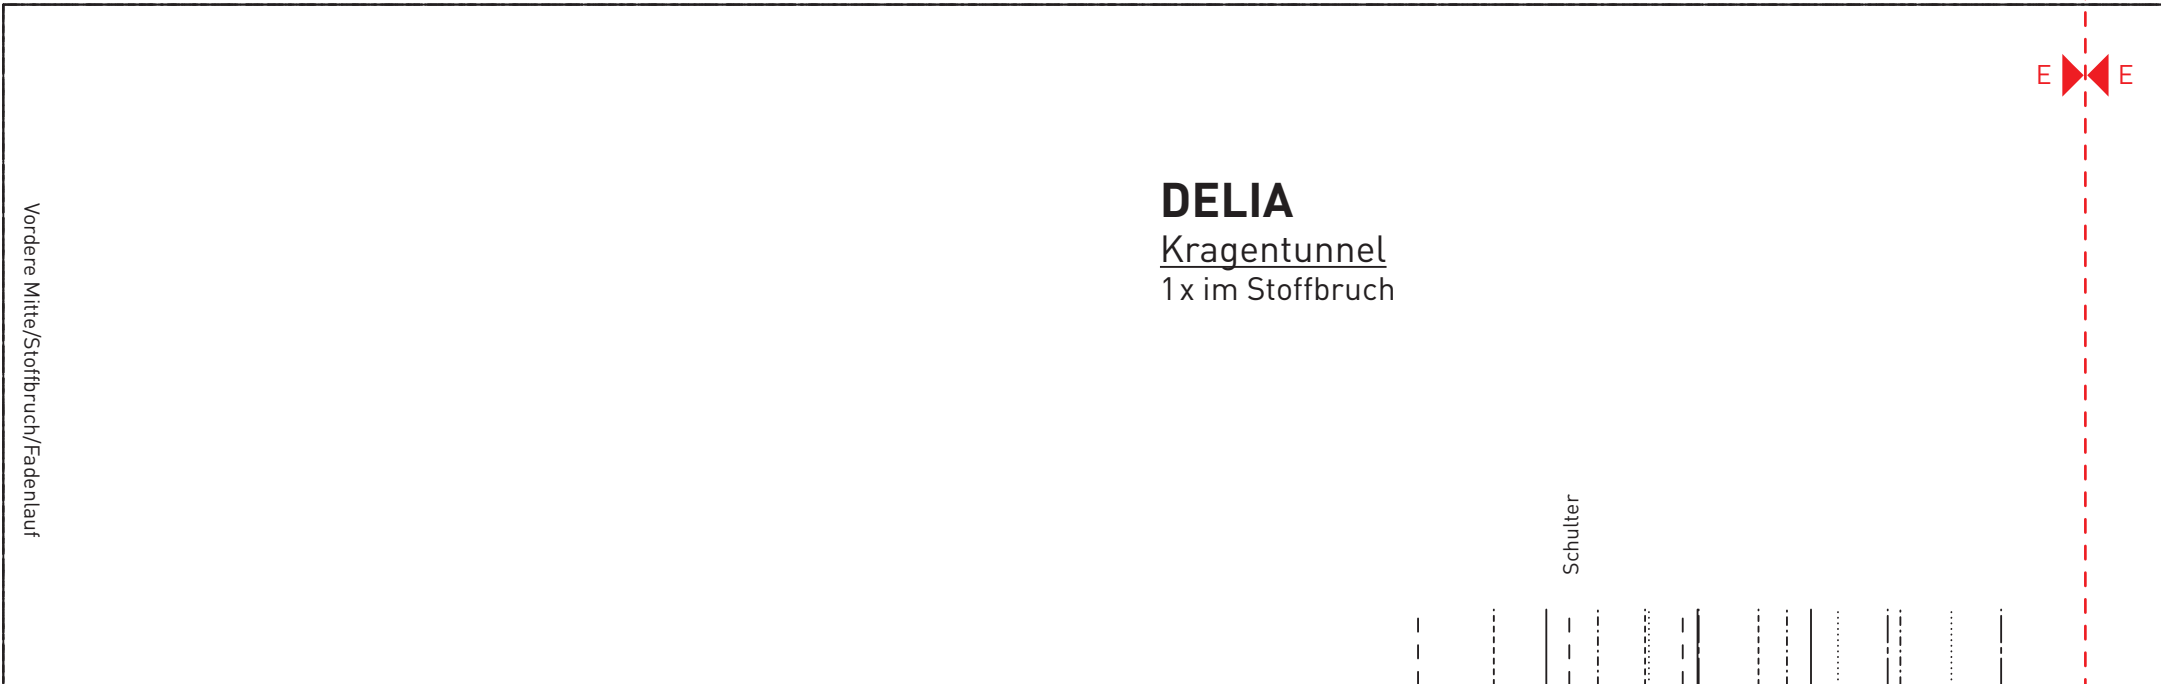 E E
DELIA
Kragentunnel
1x im Stoffbruch
Vordere Mitte/Stoffbruch/Fadenlauf
Schulter